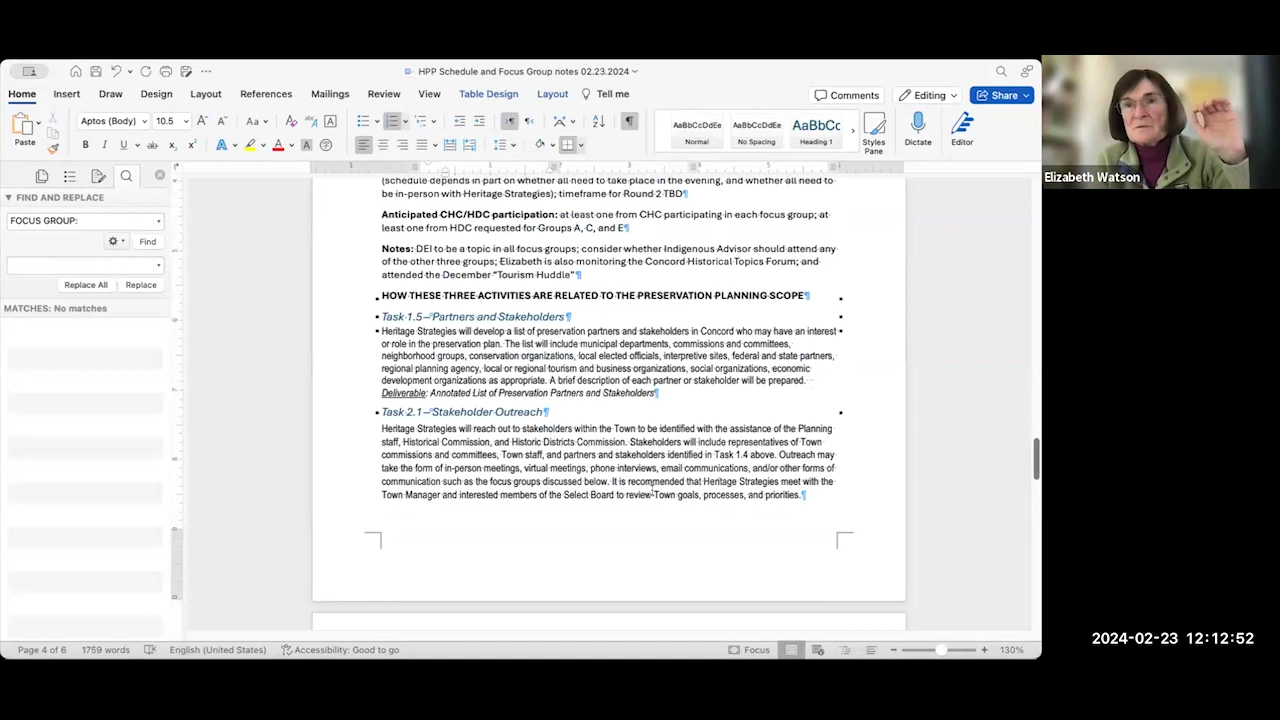 HPP Schedule and Focus Group notes 02.23.2024
Home Insert Draw Design Layout References Mailings Review View Table Design Layout Tell me Comments Editing Share
Paste Aptos (Body) 10.5 Aa A
B I U ab x x A A A
AaBbCcDdEe AaBbCcDdEe AaBbCc
Normal No Spacing Heading 1 Styles Pane Dictate Editor
Elizabeth Watson
FIND AND REPLACE
FOCUS GROUP:
Find
Replace All Replace
MATCHES: No matches
(schedule depends in part on whether all need to take place in the evening, and whether all need to
be in-person with Heritage Strategies); timeframe for Round 2 TBD¶
Anticipated CHC/HDC participation: at least one from CHC participating in each focus group; at
least one from HDC requested for Groups A, C, and E¶
Notes: DEI to be a topic in all focus groups; consider whether Indigenous Advisor should attend any
of the other three groups; Elizabeth is also monitoring the Concord Historical Topics Forum; and
attended the December “Tourism Huddle”¶
HOW THESE THREE ACTIVITIES ARE RELATED TO THE PRESERVATION PLANNING SCOPE¶
Task 1.5 – Partners and Stakeholders¶
Heritage Strategies will develop a list of preservation partners and stakeholders in Concord who may have an interest
or role in the preservation plan. The list will include municipal departments, commissions and committees,
neighborhood groups, conservation organizations, local elected officials, interpretive sites, federal and state partners,
regional planning agency, local or regional tourism and business organizations, social organizations, economic
development organizations as appropriate. A brief description of each partner or stakeholder will be prepared.
Deliverable: Annotated List of Preservation Partners and Stakeholders¶
Task 2.1 – Stakeholder Outreach¶
Heritage Strategies will reach out to stakeholders within the Town to be identified with the assistance of the Planning
staff, Historical Commission, and Historic Districts Commission. Stakeholders will include representatives of Town
commissions and committees, Town staff, and partners and stakeholders identified in Task 1.4 above. Outreach may
take the form of in-person meetings, virtual meetings, phone interviews, email communications, and/or other forms of
communication such as the focus groups discussed below. It is recommended that Heritage Strategies meet with the
Town Manager and interested members of the Select Board to review Town goals, processes, and priorities.¶
Page 4 of 6 1759 words English (United States) Accessibility: Good to go Focus 130%
2024-02-23 12:12:52